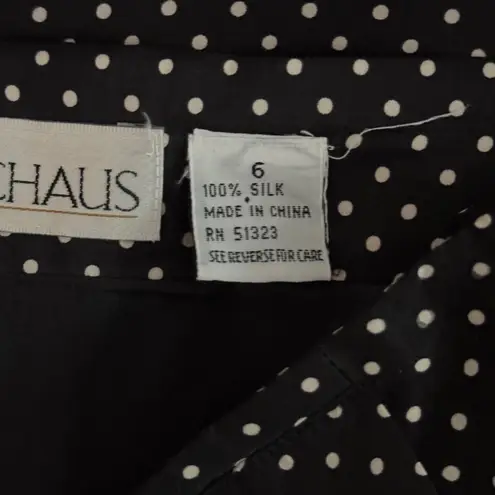 CHAUS
6
100% SILK
MADE IN CHINA
RN 51323
SEE REVERSE FOR CARE